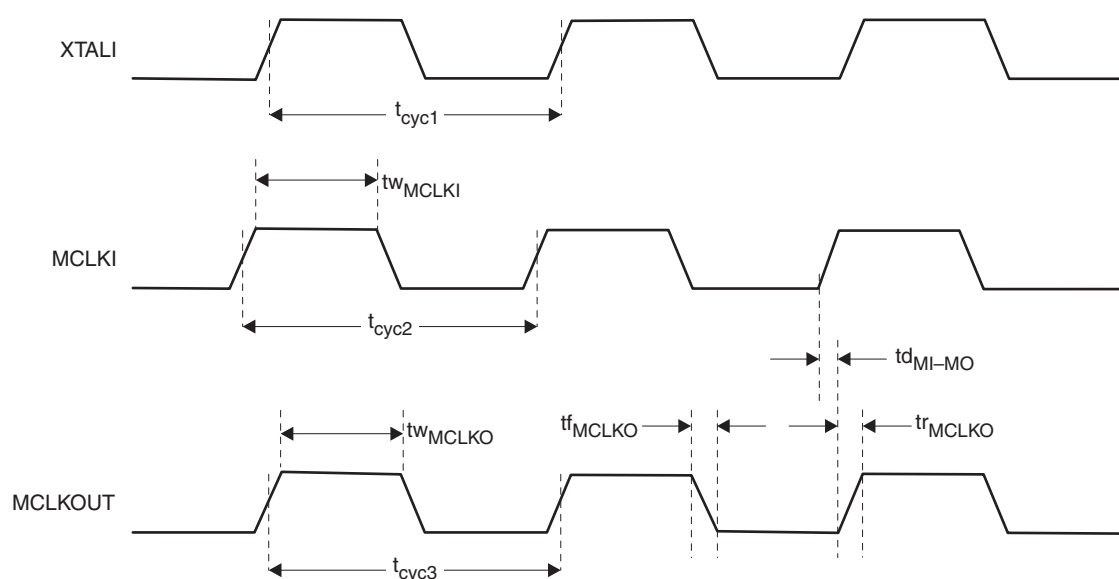 XTALI
tcyc1
twMCLKI
MCLKI
tcyc2
tdMI–MO
twMCLKO
tfMCLKO
trMCLKO
MCLKOUT
tcyc3